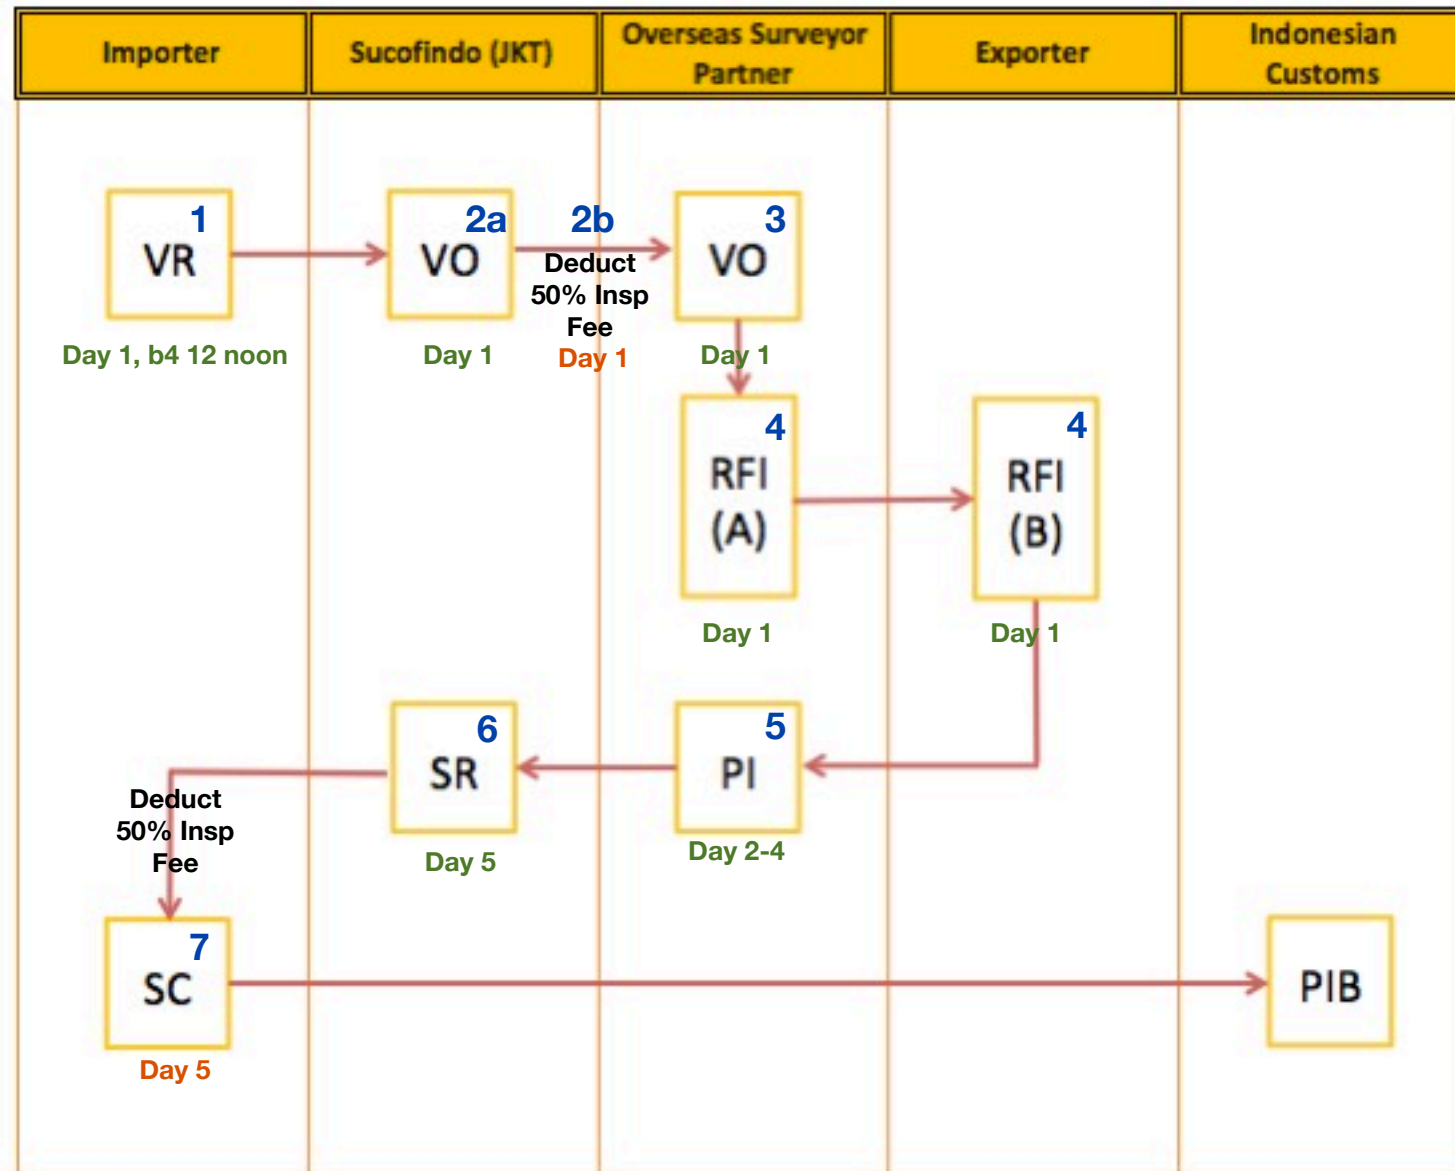 Importer
Sucofindo (JKT)
Overseas Surveyor
Partner
Exporter
Indonesian
Customs
1
VR
Day 1, b4 12 noon
2a
VO
Day 1
2b
Deduct
50% Insp
Fee
Day 1
3
VO
Day 1
4
RFI
(A)
Day 1
4
RFI
(B)
Day 1
5
PI
Day 2-4
6
SR
Day 5
Deduct
50% Insp
Fee
7
SC
Day 5
PIB